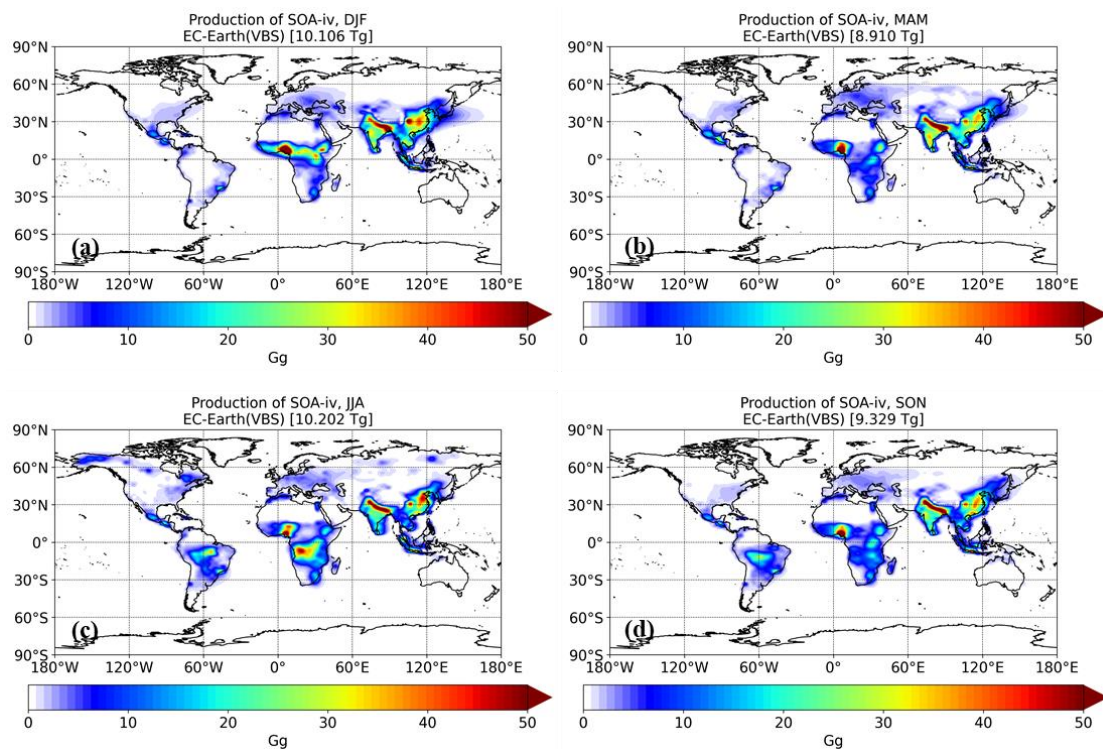 Production of SOA-iv, DJF
EC-Earth(VBS) [10.106 Tg]
90°N
60°N
30°N
0°
30°S
60°S
90°S
(a)
180°W 120°W 60°W 0° 60°E 120°E 180°E
0 10 20 30 40 50
Gg
Production of SOA-iv, MAM
EC-Earth(VBS) [8.910 Tg]
90°N
60°N
30°N
0°
30°S
60°S
90°S
(b)
180°W 120°W 60°W 0° 60°E 120°E 180°E
0 10 20 30 40 50
Gg
Production of SOA-iv, JJA
EC-Earth(VBS) [10.202 Tg]
90°N
60°N
30°N
0°
30°S
60°S
90°S
(c)
180°W 120°W 60°W 0° 60°E 120°E 180°E
0 10 20 30 40 50
Gg
Production of SOA-iv, SON
EC-Earth(VBS) [9.329 Tg]
90°N
60°N
30°N
0°
30°S
60°S
90°S
(d)
180°W 120°W 60°W 0° 60°E 120°E 180°E
0 10 20 30 40 50
Gg